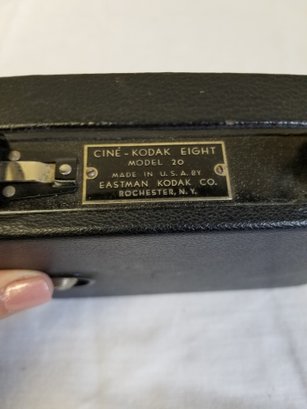 CINÉ-KODAK EIGHT
MODEL 20
MADE IN U.S.A. BY
EASTMAN KODAK CO.
ROCHESTER, N.Y.